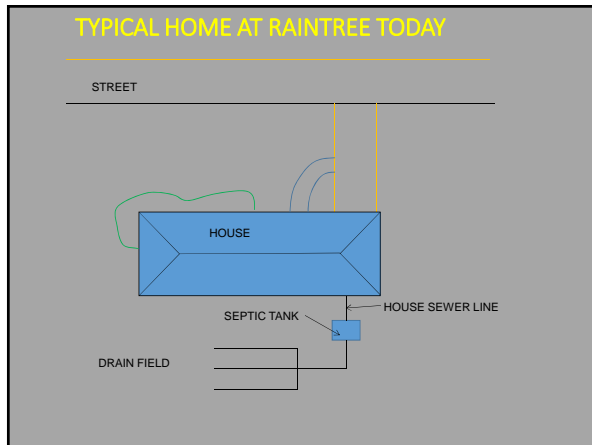 TYPICAL HOME AT RAINTREE TODAY
STREET
HOUSE
HOUSE SEWER LINE
SEPTIC TANK
DRAIN FIELD